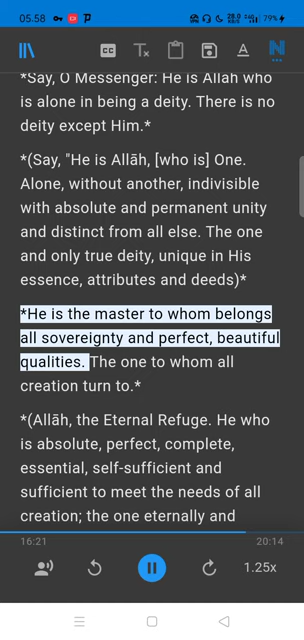 05.58
28.0
KB/s
46
79%
CC
A
N
*Say, O Messenger: He is Allah who
is alone in being a deity. There is no
deity except Him.*
*(Say, "He is Allāh, [who is] One.
Alone, without another, indivisible
with absolute and permanent unity
and distinct from all else. The one
and only true deity, unique in His
essence, attributes and deeds)*
*He is the master to whom belongs
all sovereignty and perfect, beautiful
qualities. The one to whom all
creation turn to.*
*(Allāh, the Eternal Refuge. He who
is absolute, perfect, complete,
essential, self-sufficient and
sufficient to meet the needs of all
creation; the one eternally and
16:21
20:14
1.25x